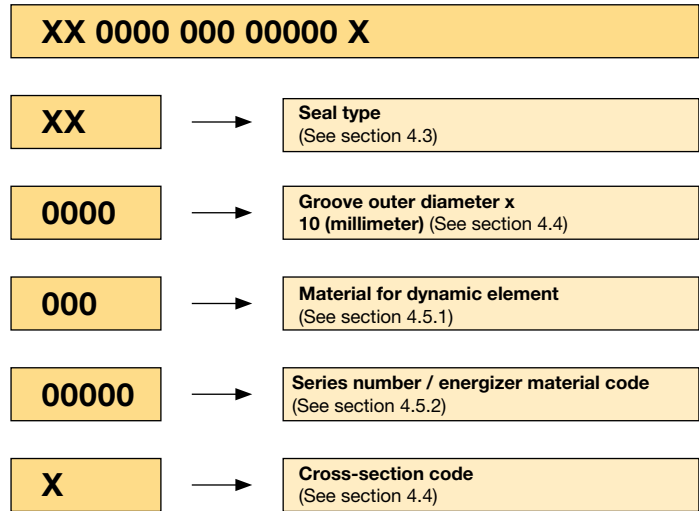 XX 0000 000 00000 X
XX
Seal type
(See section 4.3)
0000
Groove outer diameter x
10 (millimeter) (See section 4.4)
000
Material for dynamic element
(See section 4.5.1)
00000
Series number / energizer material code
(See section 4.5.2)
X
Cross-section code
(See section 4.4)